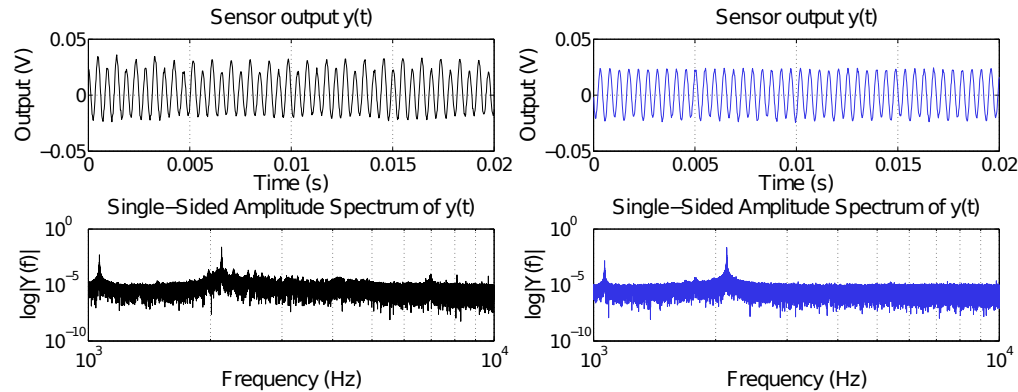 Sensor output y(t)
Output (V)
0.05
0
−0.05
0
0.005
0.01
0.015
0.02
Time (s)
Single−Sided Amplitude Spectrum of y(t)
log|Y (f)|
10^0
10^−5
10^−10
10^3
10^4
Frequency (Hz)
Sensor output y(t)
Output (V)
0.05
0
−0.05
0
0.005
0.01
0.015
0.02
Time (s)
Single−Sided Amplitude Spectrum of y(t)
log|Y (f)|
10^0
10^−5
10^−10
10^3
10^4
Frequency (Hz)